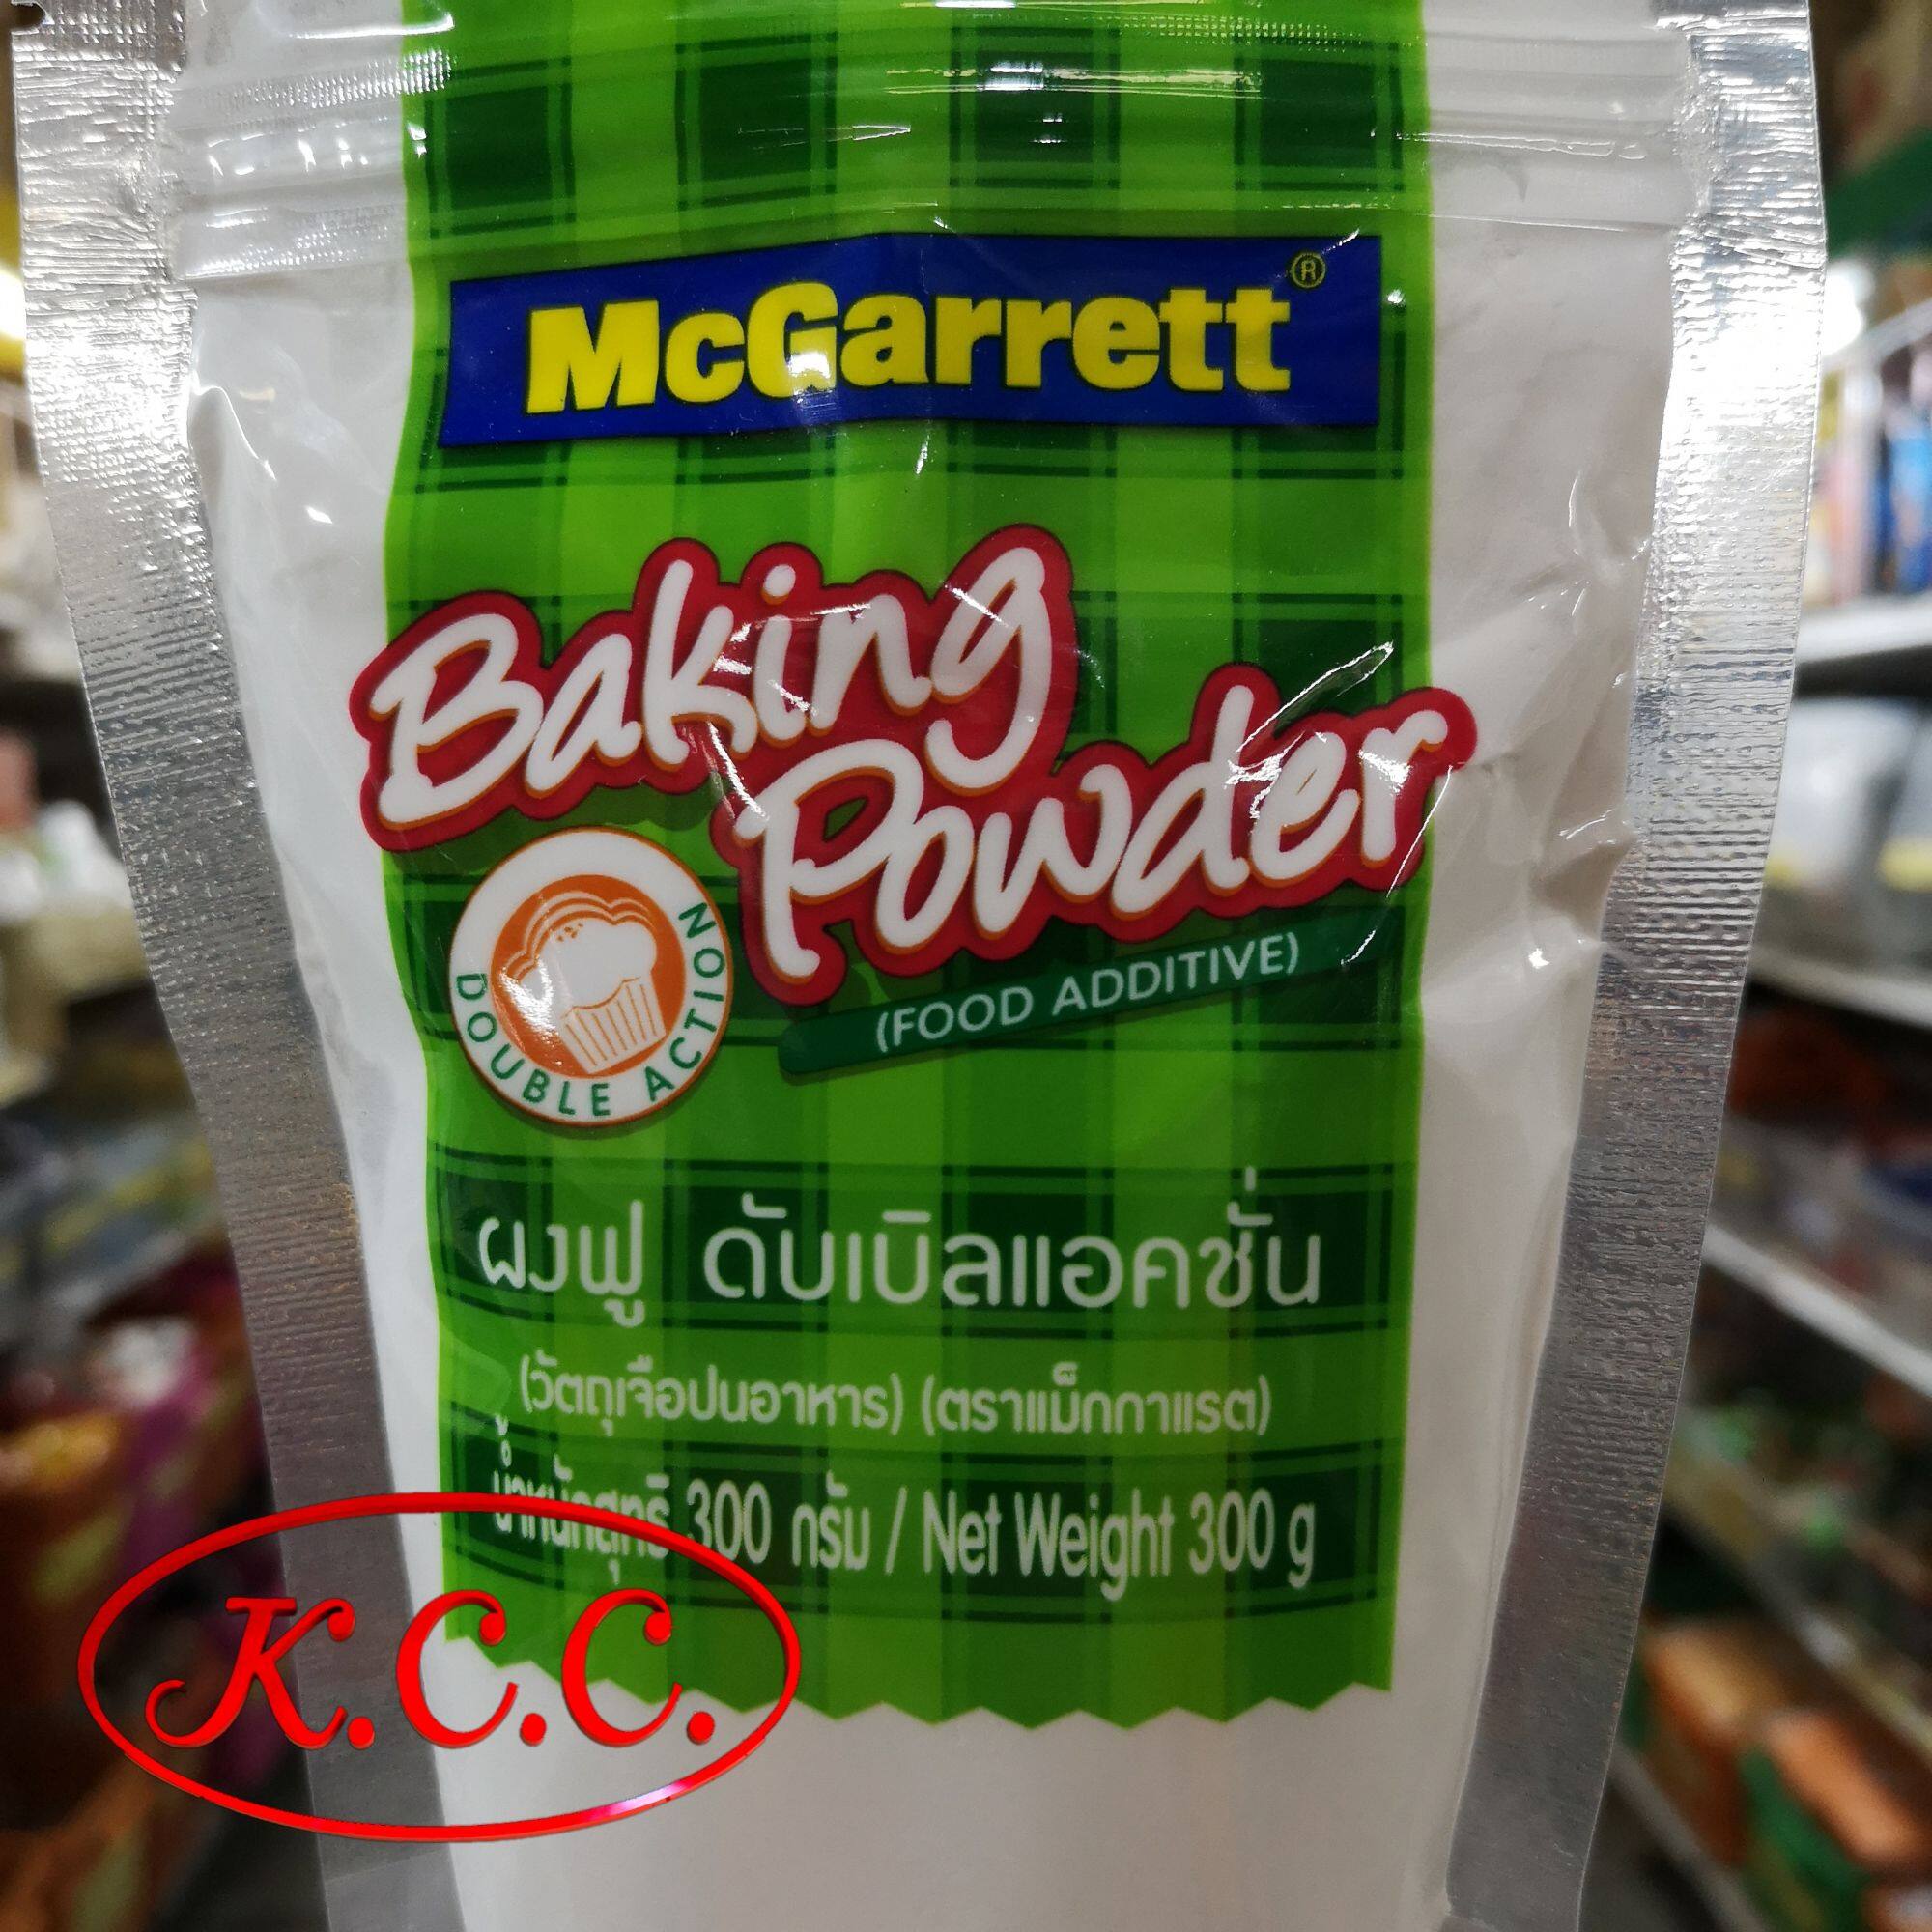 McGarrett®
Baking
Powder
(FOOD ADDITIVE)
DOUBLE ACTION
ผงฟู ดับเบิลแอคชั่น
(วัตถุเจือปนอาหาร) (ตราแม็กกาแรต)
น้ำหนักสุทธิ 300 กรัม / Net Weight 300 g
K.C.C.